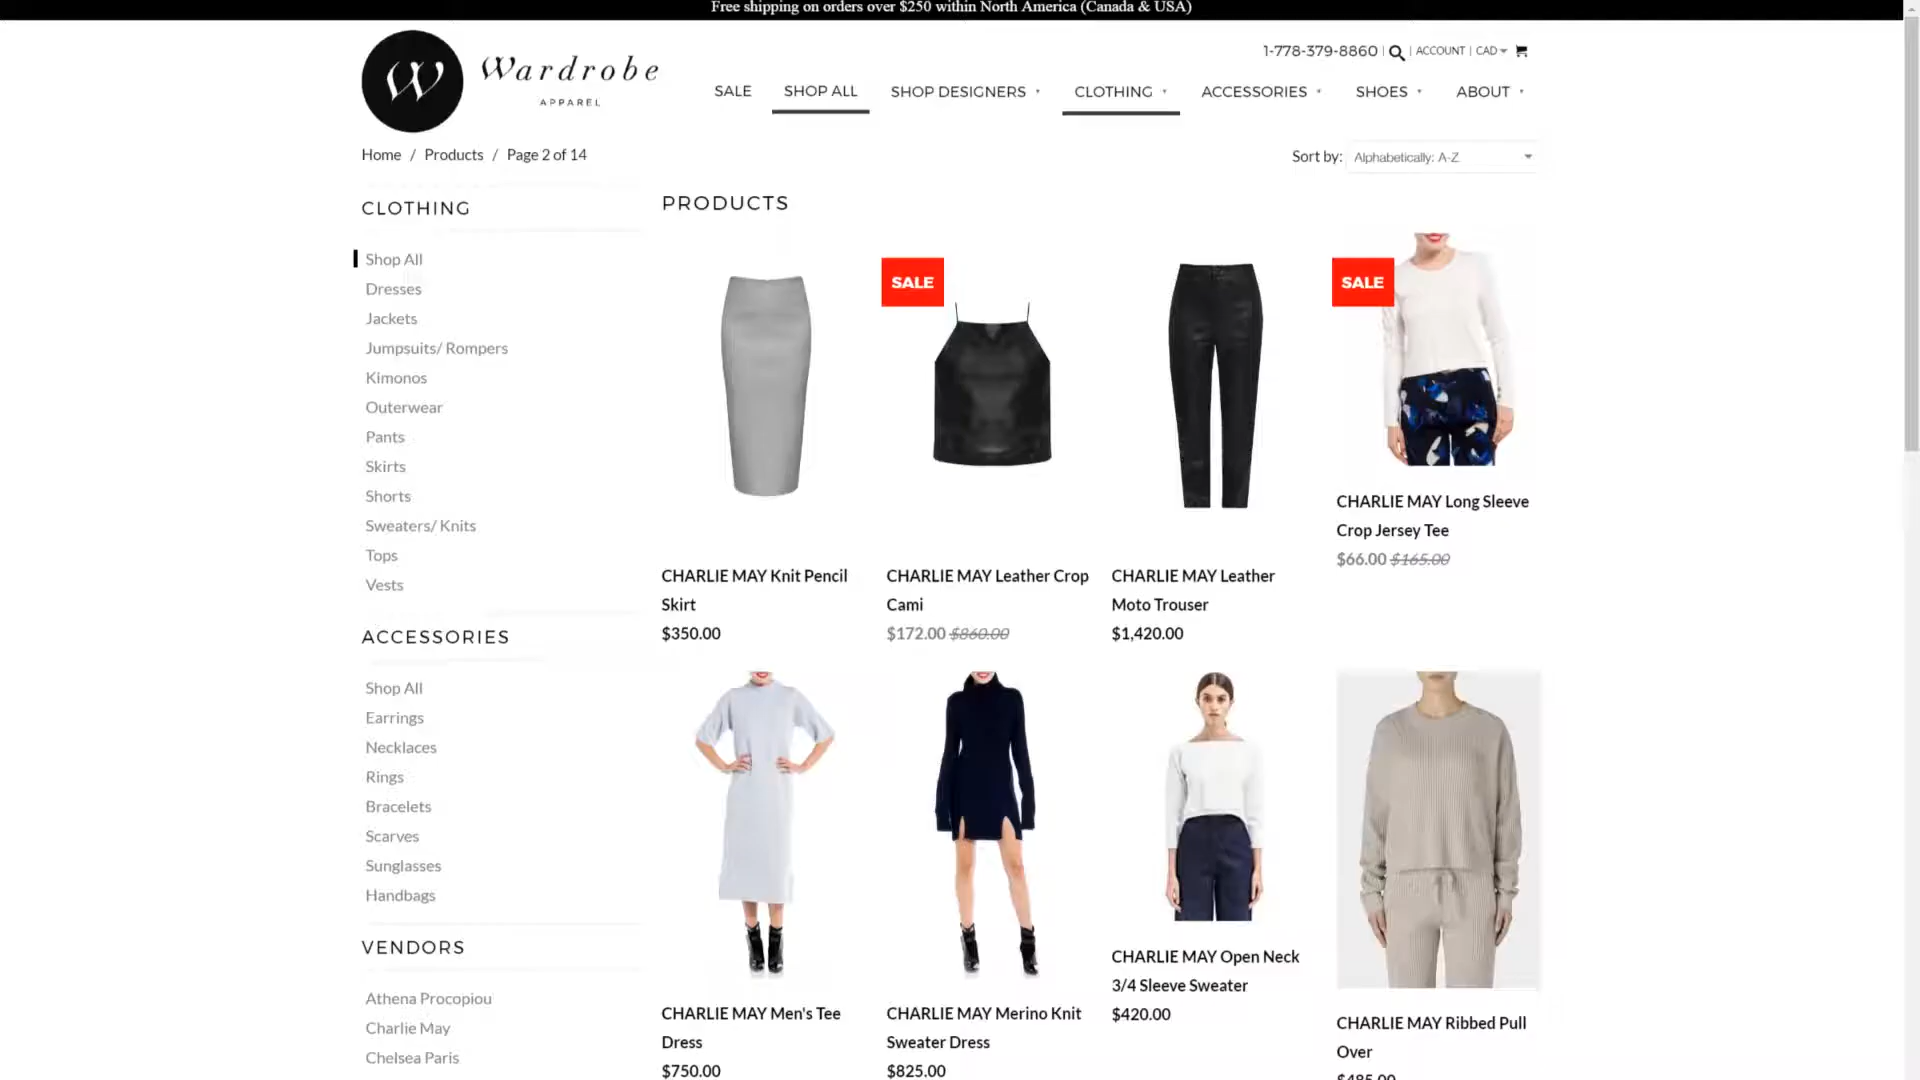 Free shipping on orders over $250 within North America (Canada & USA)
W
Wardrobe
APPAREL
1-778-379-8860 | | ACCOUNT | CAD
SALE SHOP ALL SHOP DESIGNERS CLOTHING ACCESSORIES SHOES ABOUT
Home / Products / Page 2 of 14
Sort by: Alphabetically: A-Z
CLOTHING
Shop All
Dresses
Jackets
Jumpsuits/ Rompers
Kimonos
Outerwear
Pants
Skirts
Shorts
Sweaters/ Knits
Tops
Vests
ACCESSORIES
Shop All
Earrings
Necklaces
Rings
Bracelets
Scarves
Sunglasses
Handbags
VENDORS
Athena Procopiou
Charlie May
Chelsea Paris
PRODUCTS
CHARLIE MAY Knit Pencil
Skirt
$350.00
SALE
CHARLIE MAY Leather Crop
Cami
$172.00 $860.00
CHARLIE MAY Leather
Moto Trouser
$1,420.00
SALE
CHARLIE MAY Long Sleeve
Crop Jersey Tee
$66.00 $165.00
CHARLIE MAY Men's Tee
Dress
$750.00
CHARLIE MAY Merino Knit
Sweater Dress
$825.00
CHARLIE MAY Open Neck
3/4 Sleeve Sweater
$420.00
CHARLIE MAY Ribbed Pull
Over
$485.00